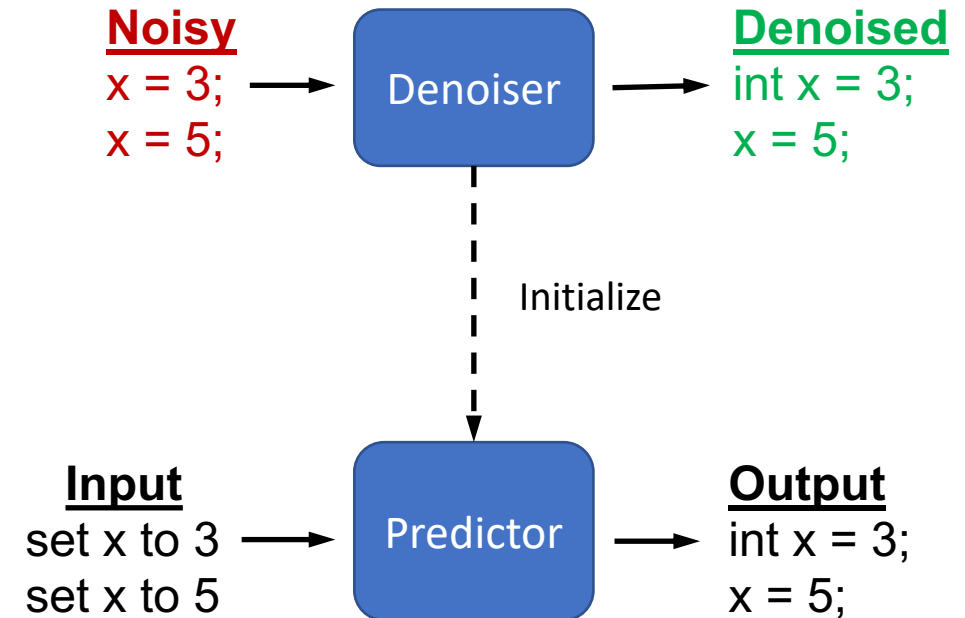 Noisy
x = 3;
x = 5;
Denoiser
Denoised
int x = 3;
x = 5;
Initialize
Input
set x to 3
set x to 5
Predictor
Output
int x = 3;
x = 5;